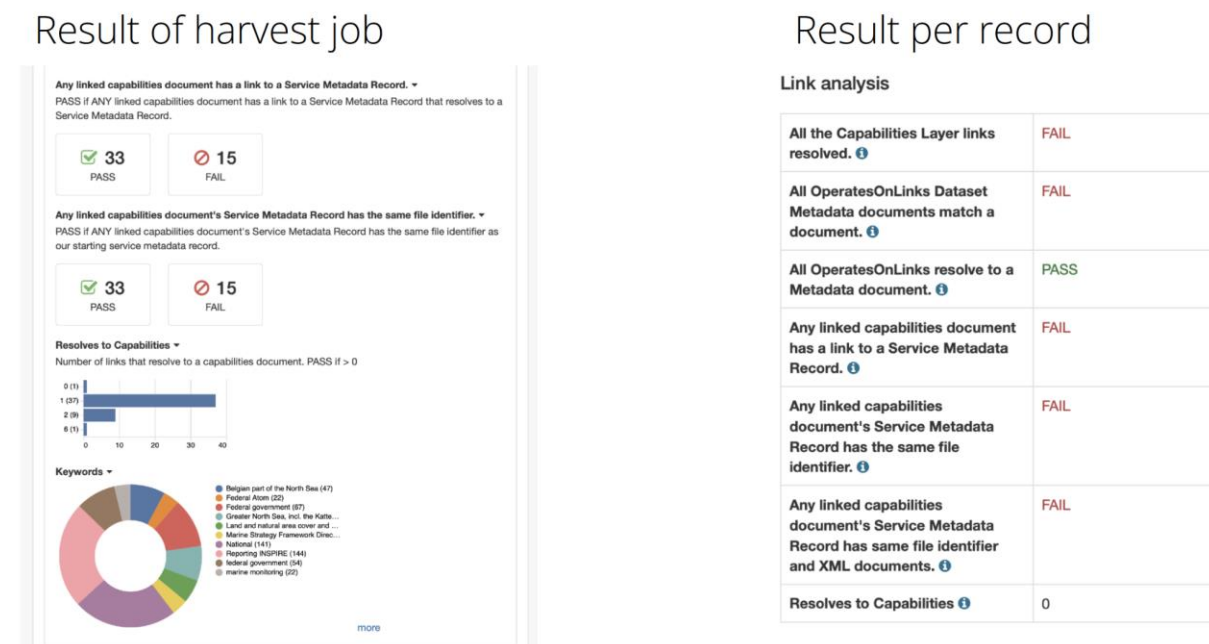 Result of harvest job
Any linked capabilities document has a link to a Service Metadata Record.
PASS if ANY linked capabilities document has a link to a Service Metadata Record that resolves to a
Service Metadata Record.
33
PASS
15
FAIL
Any linked capabilities document's Service Metadata Record has the same file identifier.
PASS if ANY linked capabilities document's Service Metadata Record has the same file identifier as
our starting service metadata record.
33
PASS
15
FAIL
Resolves to Capabilities
Number of links that resolve to a capabilities document. PASS if > 0
0 (1)
1 (37)
2 (9)
6 (1)
0 10 20 30 40
Keywords
Belgian part of the North Sea (47)
Federal Atom (22)
Federal government (87)
Greater North Sea, incl. the Katte...
Land and natural area cover and ...
Marine Strategy Framework Direc...
National (141)
Reporting INSPIRE (144)
federal government (54)
marine monitoring (22)
more
Result per record
Link analysis
All the Capabilities Layer links FAIL
resolved.
All OperatesOnLinks Dataset FAIL
Metadata documents match a
document.
All OperatesOnLinks resolve to a PASS
Metadata document.
Any linked capabilities document FAIL
has a link to a Service Metadata
Record.
Any linked capabilities FAIL
document's Service Metadata
Record has the same file
identifier.
Any linked capabilities FAIL
document's Service Metadata
Record has same file identifier
and XML documents.
Resolves to Capabilities 0